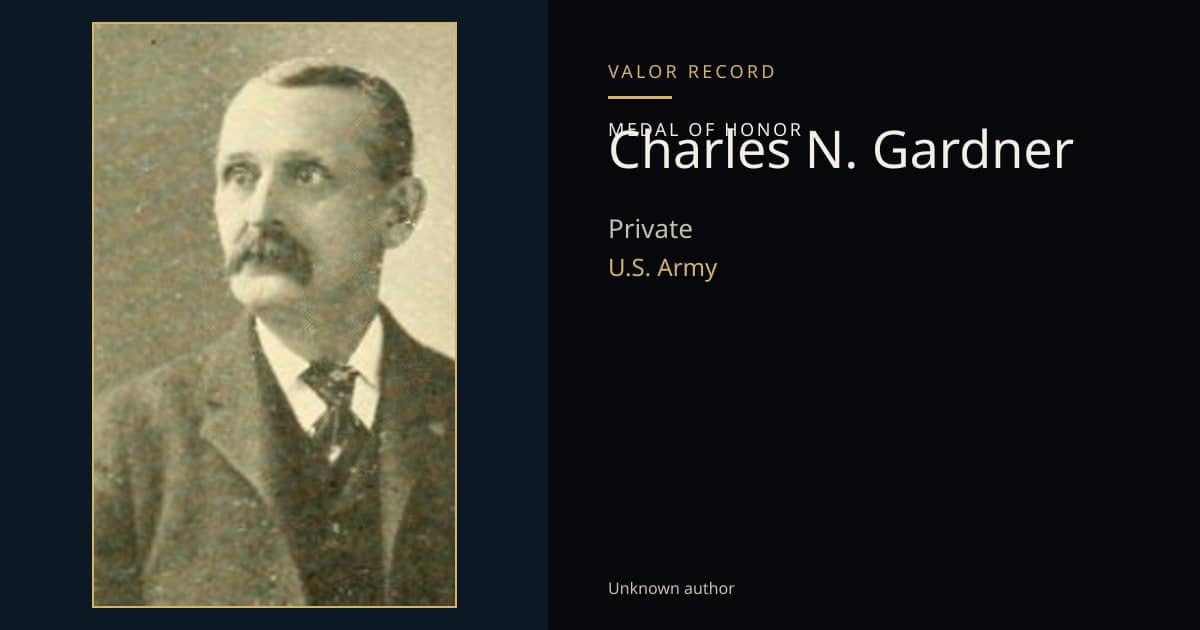 VALOR RECORD
MEDAL OF HONOR
Charles N. Gardner
Private
U.S. Army
Unknown author